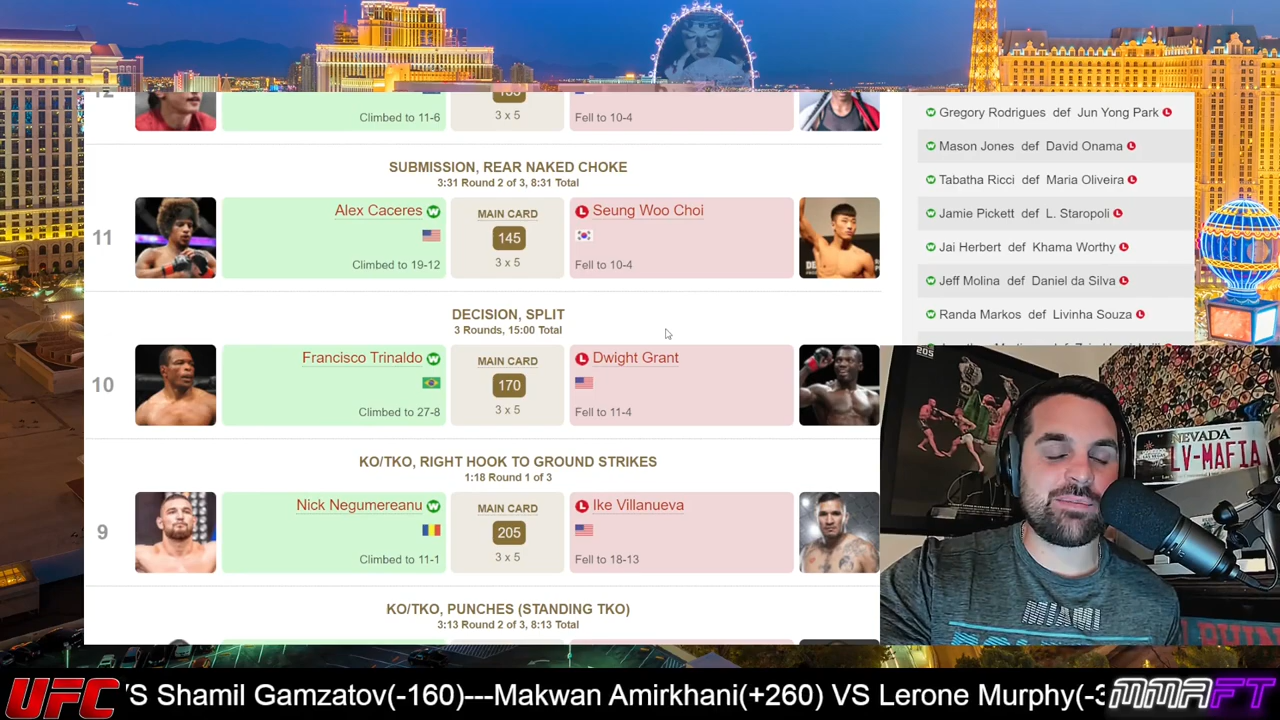 12
135
Climbed to 11-6
3 x 5
Fell to 10-4
SUBMISSION, REAR NAKED CHOKE
3:31 Round 2 of 3, 8:31 Total
11
Alex Caceres W
MAIN CARD
L Seung Woo Choi
145
Climbed to 19-12
3 x 5
Fell to 10-4
DECISION, SPLIT
3 Rounds, 15:00 Total
10
Francisco Trinaldo W
MAIN CARD
L Dwight Grant
170
Climbed to 27-8
3 x 5
Fell to 11-4
KO/TKO, RIGHT HOOK TO GROUND STRIKES
1:18 Round 1 of 3
9
Nick Negumereanu W
MAIN CARD
L Ike Villanueva
205
Climbed to 11-1
3 x 5
Fell to 18-13
KO/TKO, PUNCHES (STANDING TKO)
3:13 Round 2 of 3, 8:13 Total
W Gregory Rodrigues def Jun Yong Park L
W Mason Jones def David Onama L
W Tabatha Ricci def Maria Oliveira L
W Jamie Pickett def L. Staropoli L
W Jai Herbert def Khama Worthy L
W Jeff Molina def Daniel da Silva L
W Randa Markos def Livinha Souza L
205
NEVADA
LV-MAFIA
MIAMI
UFC
'S Shamil Gamzatov(-160)---Makwan Amirkhani(+260) VS Lerone Murphy(-3
MMAFT